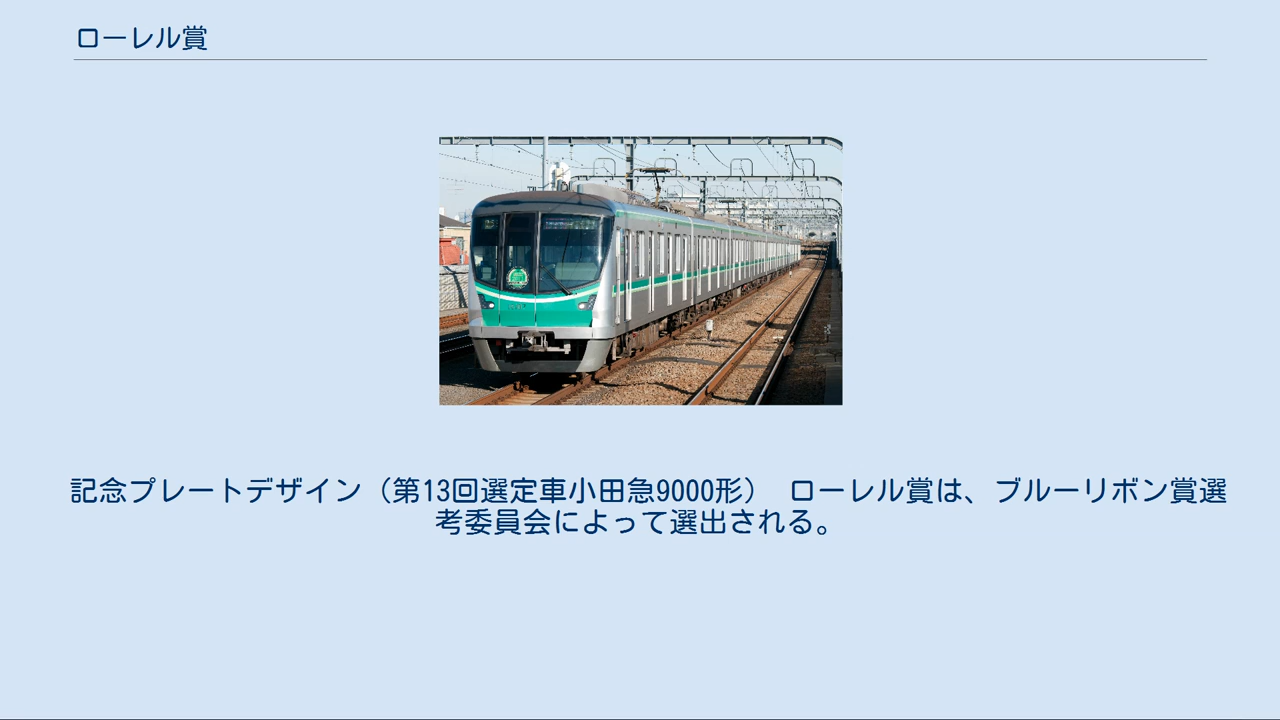 ローレル賞
記念プレートデザイン（第13回選定車小田急9000形）　ローレル賞は、ブルーリボン賞選
考委員会によって選出される。